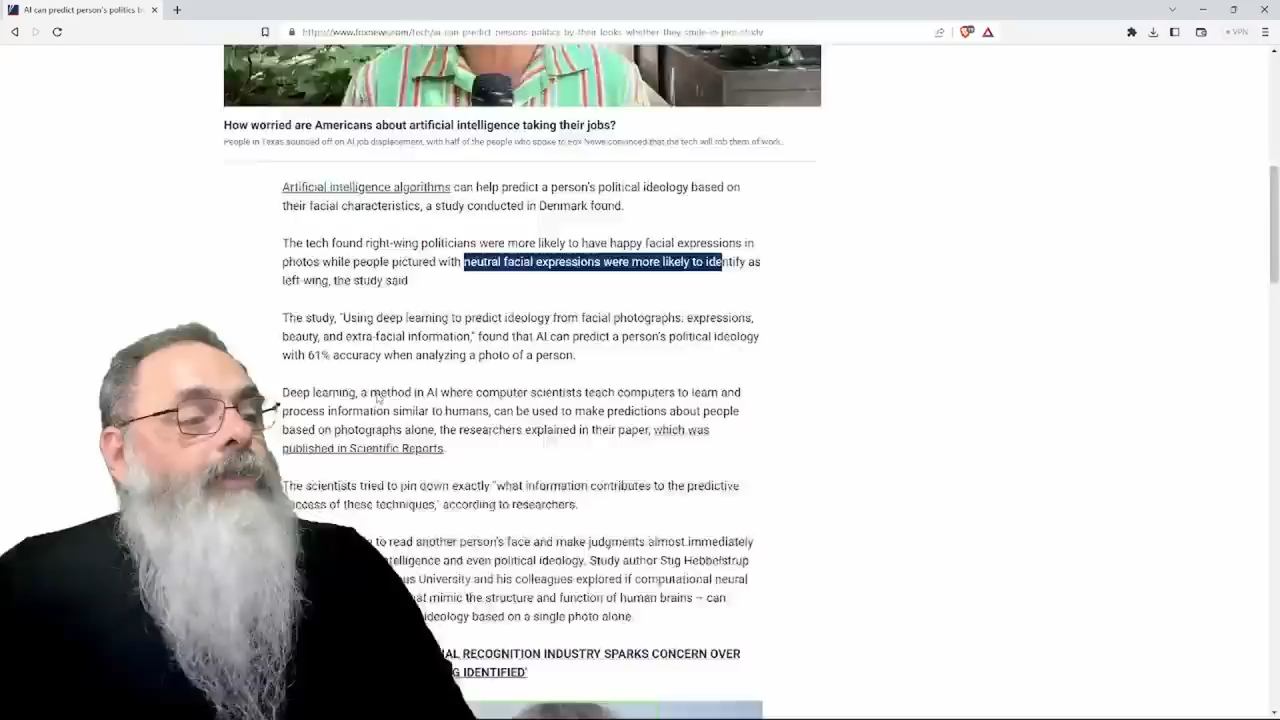 AI can predict person's politics b
https://www.foxnews.com/tech/ai-can-predict-persons-politics-by-their-looks-whether-they-smile-in-pics-study
VPN
How worried are Americans about artificial intelligence taking their jobs?
People in Texas sounded off on AI job displacement, with half of the people who spoke to Fox News convinced that the tech will rob them of work.
Artificial intelligence algorithms can help predict a person's political ideology based on
their facial characteristics, a study conducted in Denmark found.
The tech found right-wing politicians were more likely to have happy facial expressions in
photos while people pictured with neutral facial expressions were more likely to identify as
left-wing, the study said
The study, "Using deep learning to predict ideology from facial photographs: expressions,
beauty, and extra-facial information," found that AI can predict a person's political ideology
with 61% accuracy when analyzing a photo of a person.
Deep learning, a method in AI where computer scientists teach computers to learn and
process information similar to humans, can be used to make predictions about people
based on photographs alone, the researchers explained in their paper, which was
published in Scientific Reports.
The scientists tried to pin down exactly "what information contributes to the predictive
success of these techniques," according to researchers.
to read another person's face and make judgments almost immediately
telligence and even political ideology. Study author Stig Hebbelstrup
us University and his colleagues explored if computational neural
at mimic the structure and function of human brains – can
ideology based on a single photo alone.
AL RECOGNITION INDUSTRY SPARKS CONCERN OVER
G IDENTIFIED'